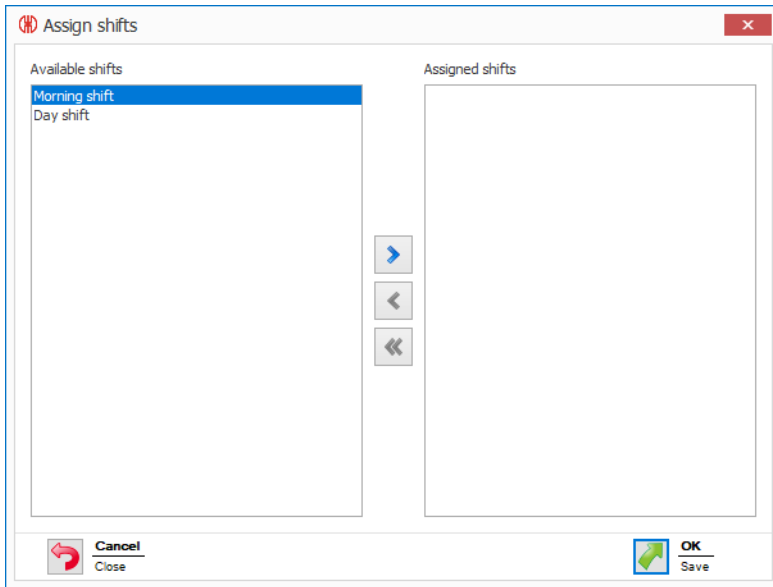 Assign shifts
Available shifts
Assigned shifts
Morning shift
Day shift
Cancel
Close
OK
Save